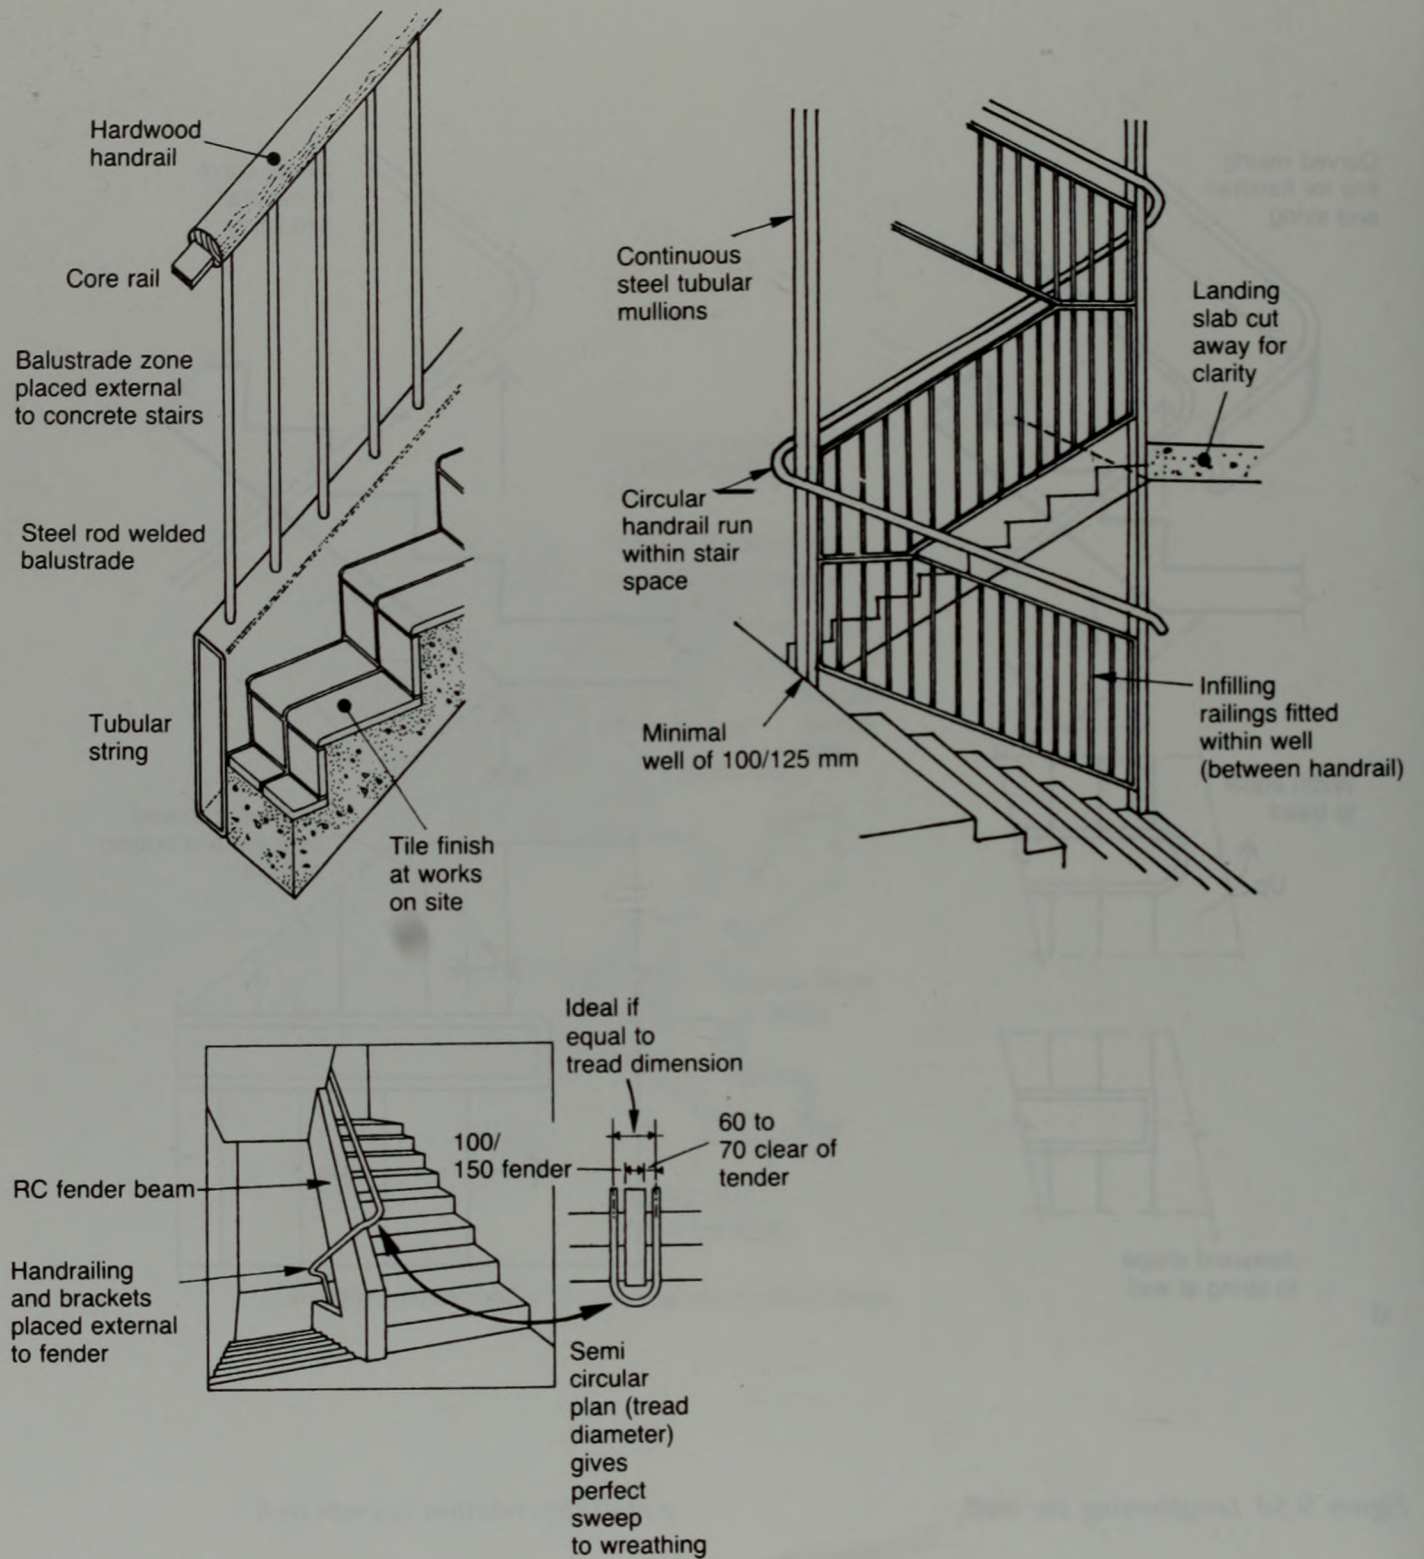 Hardwood
handrail
Core rail
Balustrade zone
placed external
to concrete stairs
Steel rod welded
balustrade
Tubular
string
Tile finish
at works
on site
Continuous
steel tubular
mullions
Landing
slab cut
away for
clarity
Circular
handrail run
within stair
space
Minimal
well of 100/125 mm
Infilling
railings fitted
within well
(between handrail)
Ideal if
equal to
tread dimension
100/
150 fender
60 to
70 clear of
tender
RC fender beam
Handrailing
and brackets
placed external
to fender
Semi
circular
plan (tread
diameter)
gives
perfect
sweep
to wreathing